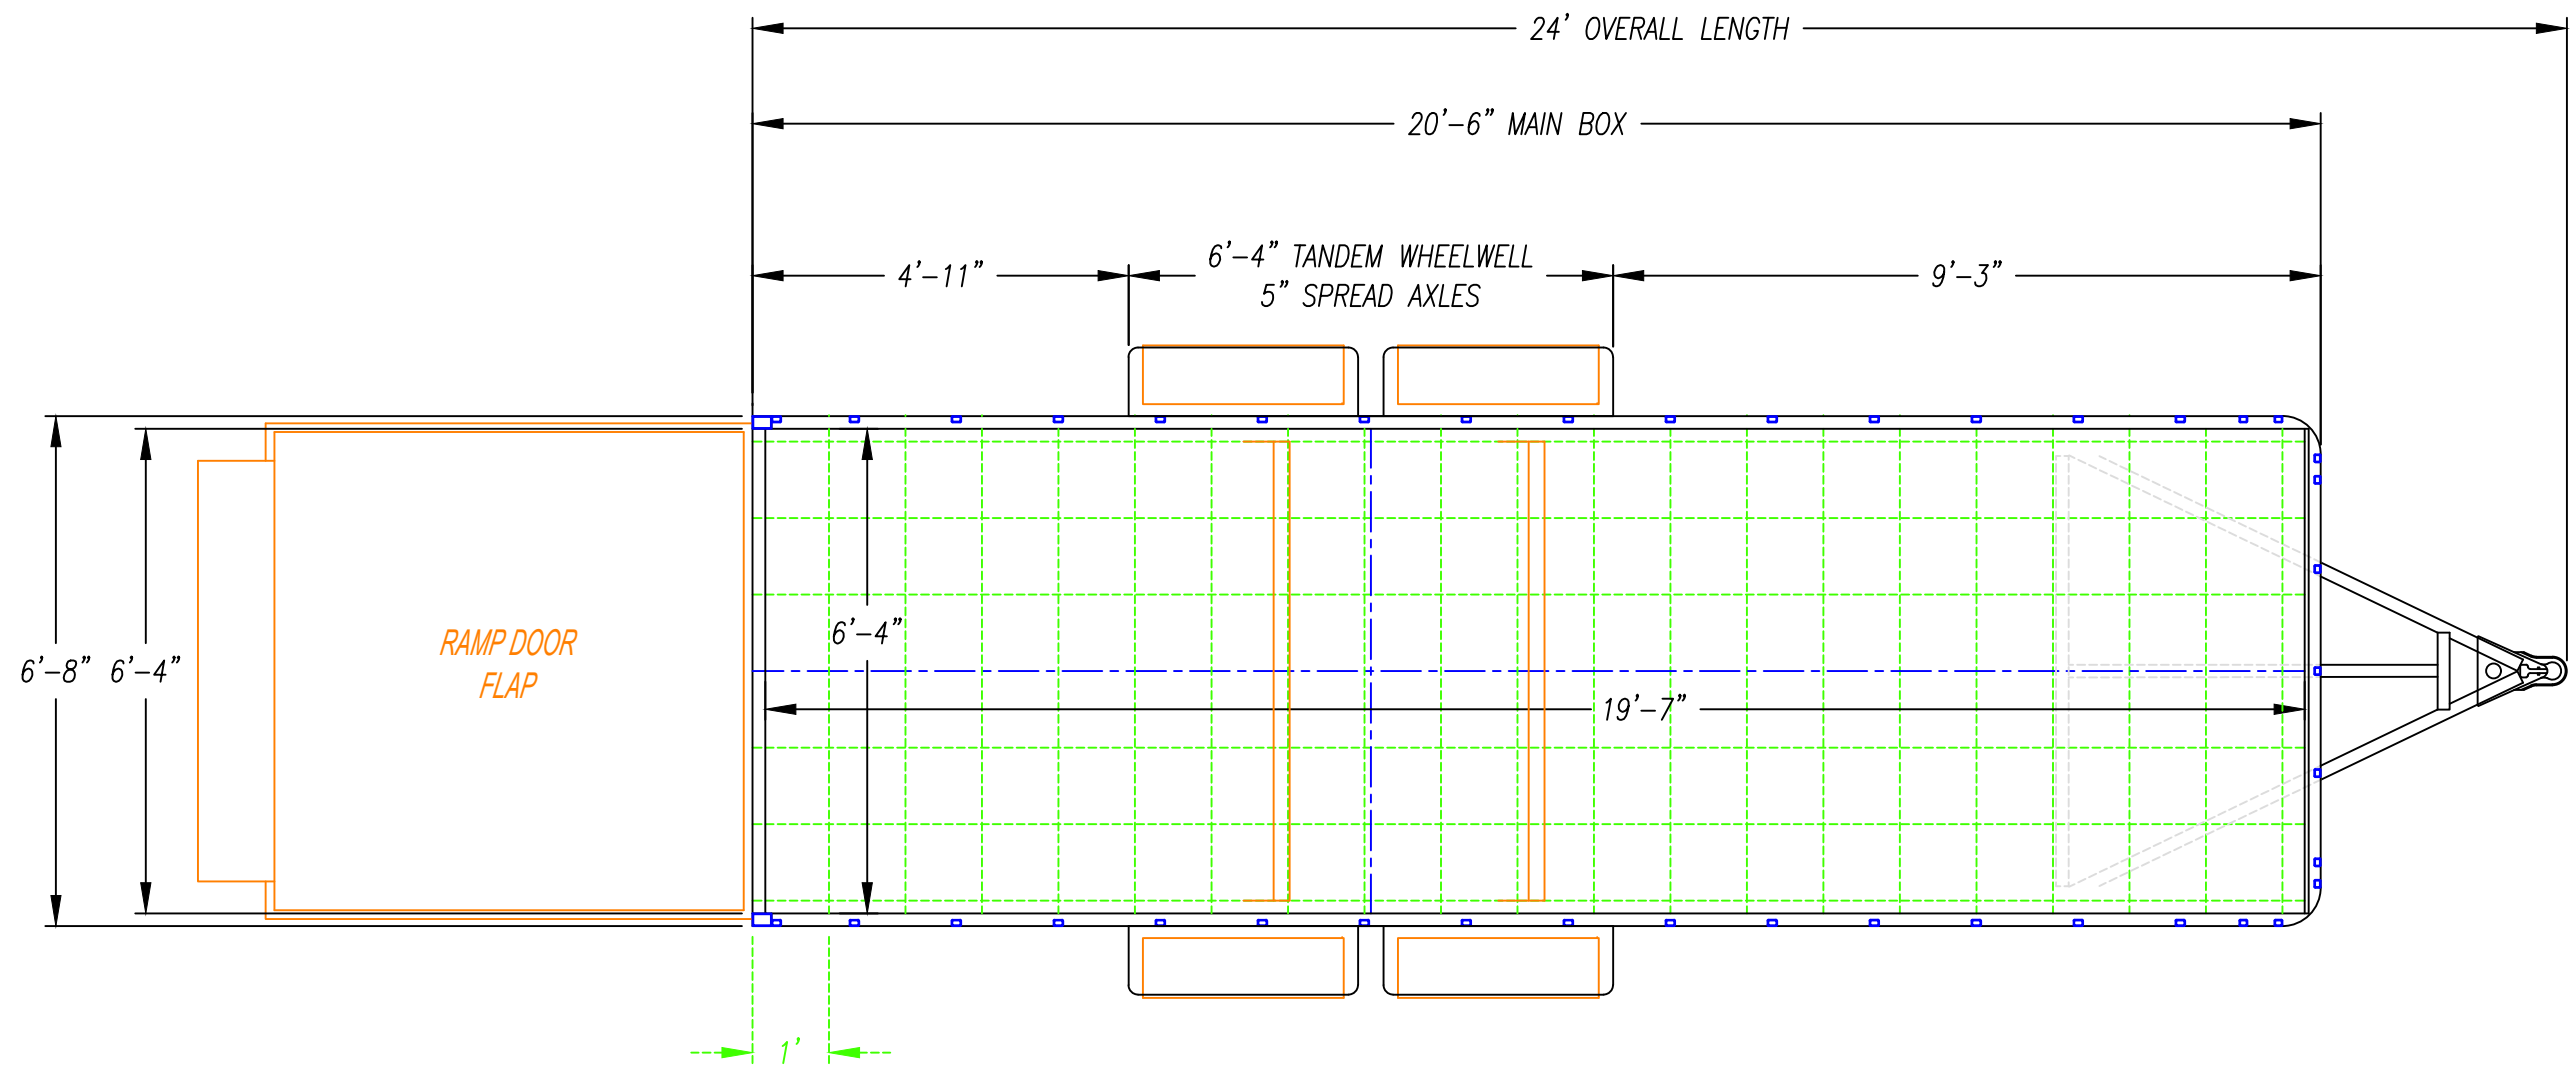 24' OVERALL LENGTH
20'-6" MAIN BOX
4'-11"
6'-4" TANDEM WHEELWELL
5" SPREAD AXLES
9'-3"
6'-8"
6'-4"
RAMP DOOR
FLAP
6'-4"
19'-7"
1'